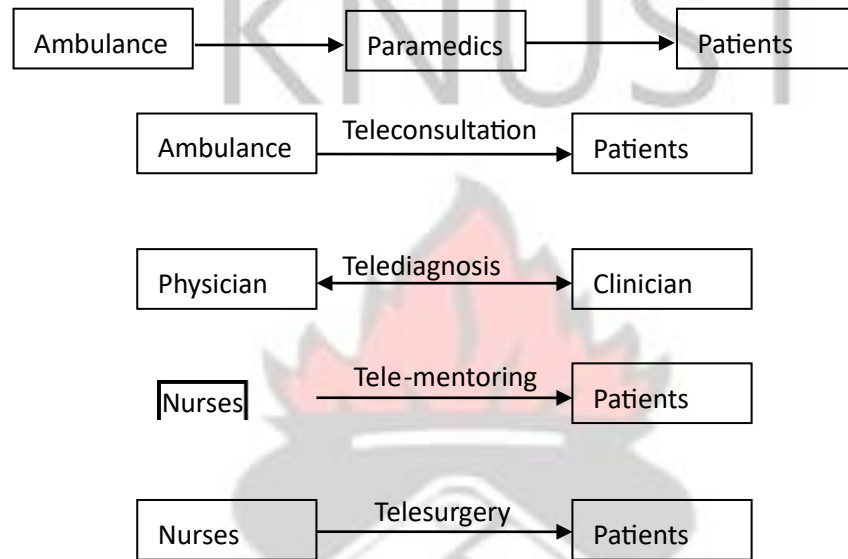 KNUST
Ambulance Paramedics Patients
Teleconsultation
Ambulance Patients
Telediagnosis
Physician Clinician
Tele-mentoring
Nurses Patients
Telesurgery
Nurses Patients